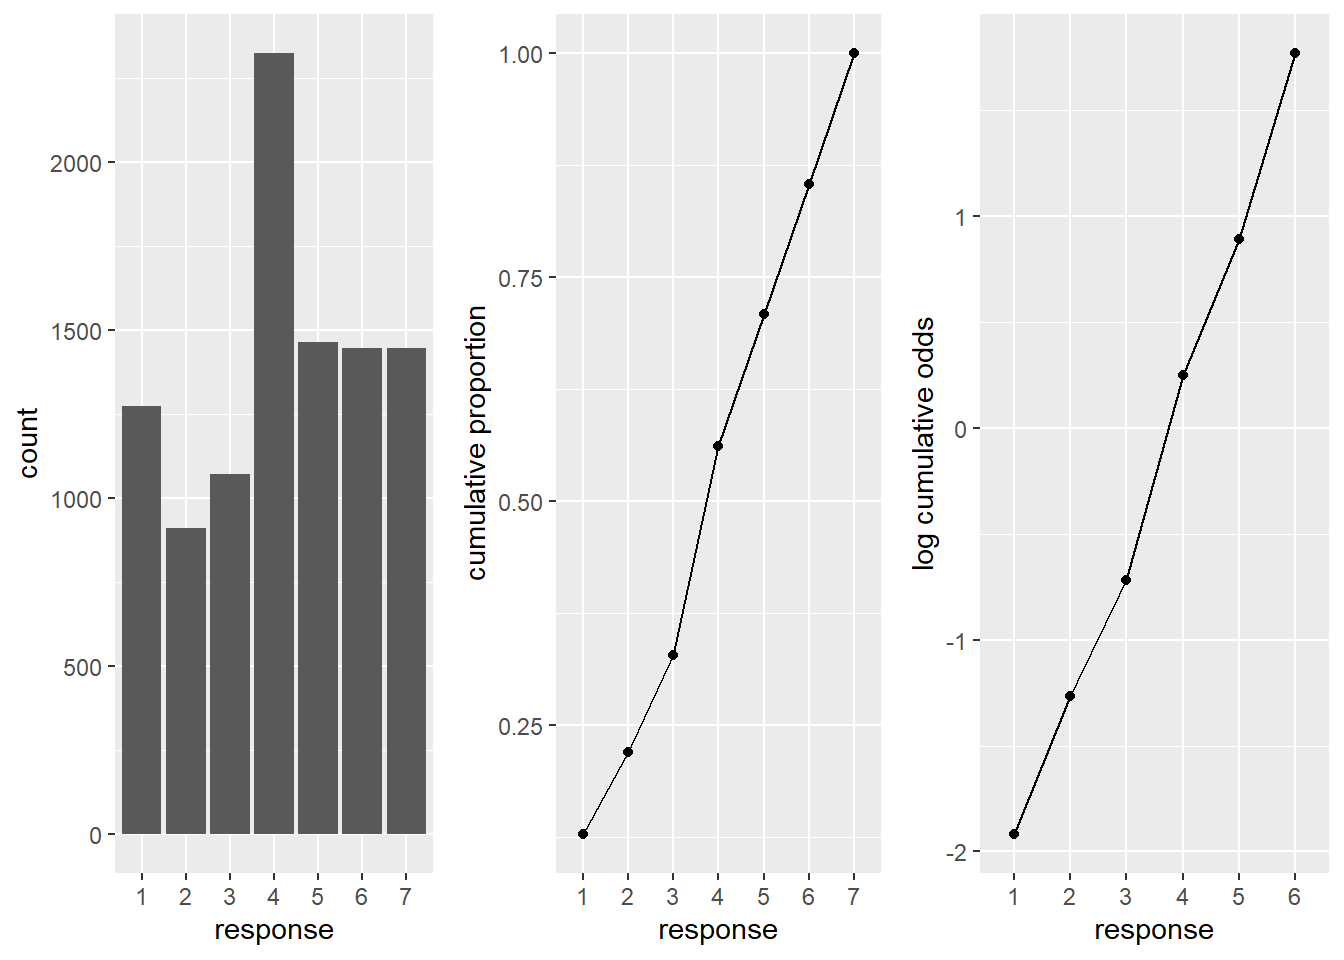 count
2000
1500
1000
500
0
1 2 3 4 5 6 7
response
cumulative proportion
1.00
0.75
0.50
0.25
1 2 3 4 5 6 7
response
log cumulative odds
1
0
-1
-2
1 2 3 4 5 6
response